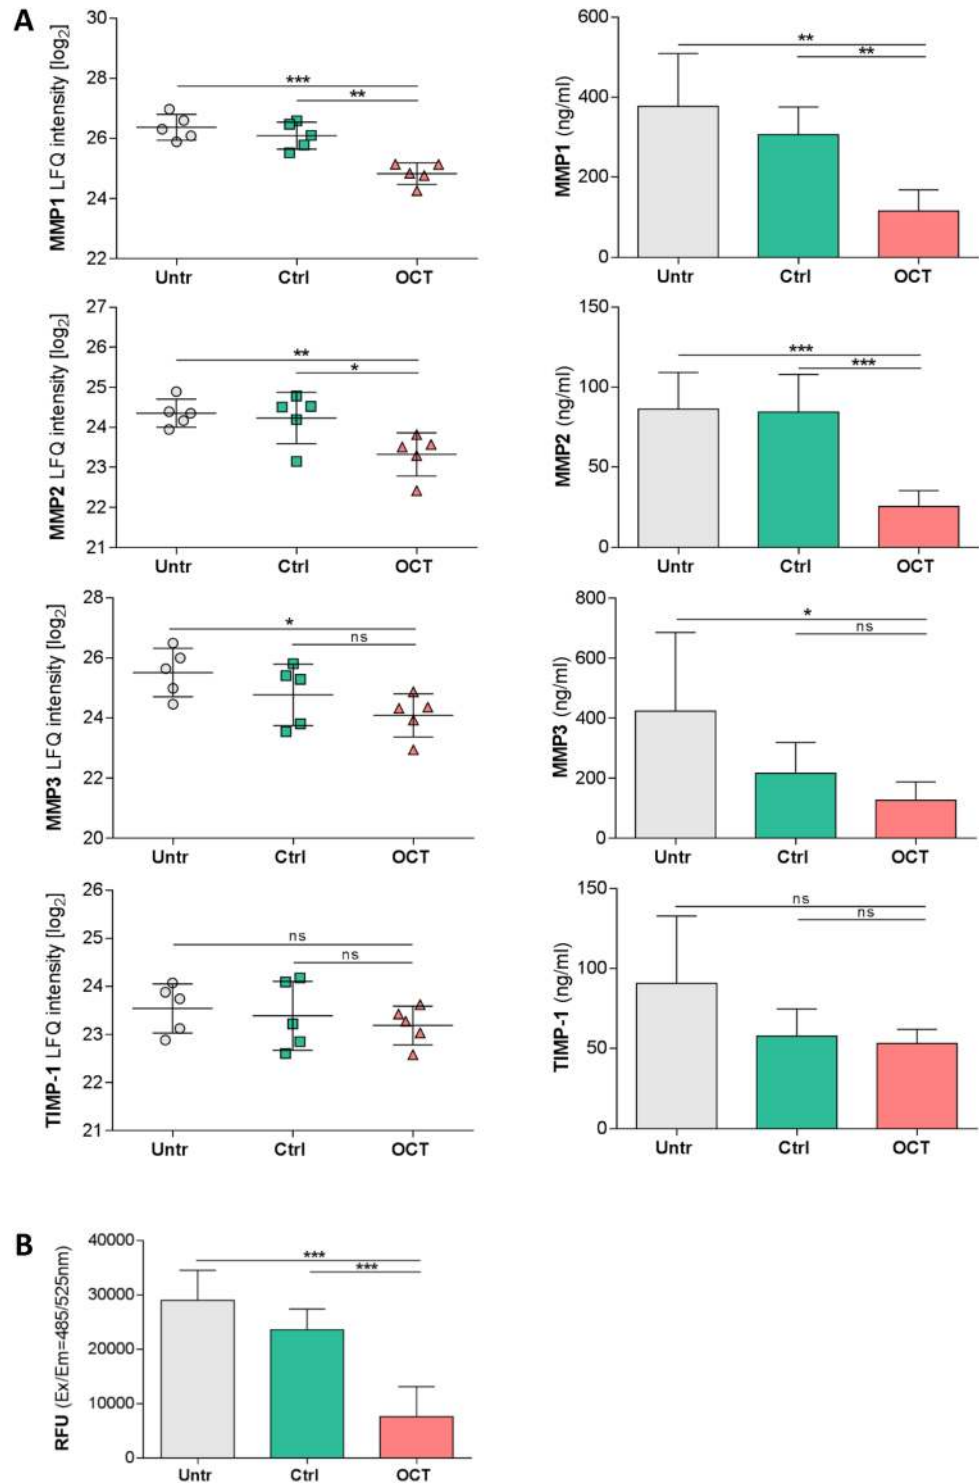 A
MMP1 LFQ intensity [log2]
30
28
26
24
22
***
**
Untr Ctrl OCT
MMP1 (ng/ml)
600
400
200
0
**
**
Untr Ctrl OCT
MMP2 LFQ intensity [log2]
27
26
25
24
23
22
21
**
*
Untr Ctrl OCT
MMP2 (ng/ml)
150
100
50
0
***
***
Untr Ctrl OCT
MMP3 LFQ intensity [log2]
28
26
24
22
20
*
ns
Untr Ctrl OCT
MMP3 (ng/ml)
800
600
400
200
0
*
ns
Untr Ctrl OCT
TIMP-1 LFQ intensity [log2]
26
25
24
23
22
21
ns
ns
Untr Ctrl OCT
TIMP-1 (ng/ml)
150
100
50
0
ns
ns
Untr Ctrl OCT
B
RFU (Ex/Em=485/525nm)
40000
30000
20000
10000
0
***
***
Untr Ctrl OCT